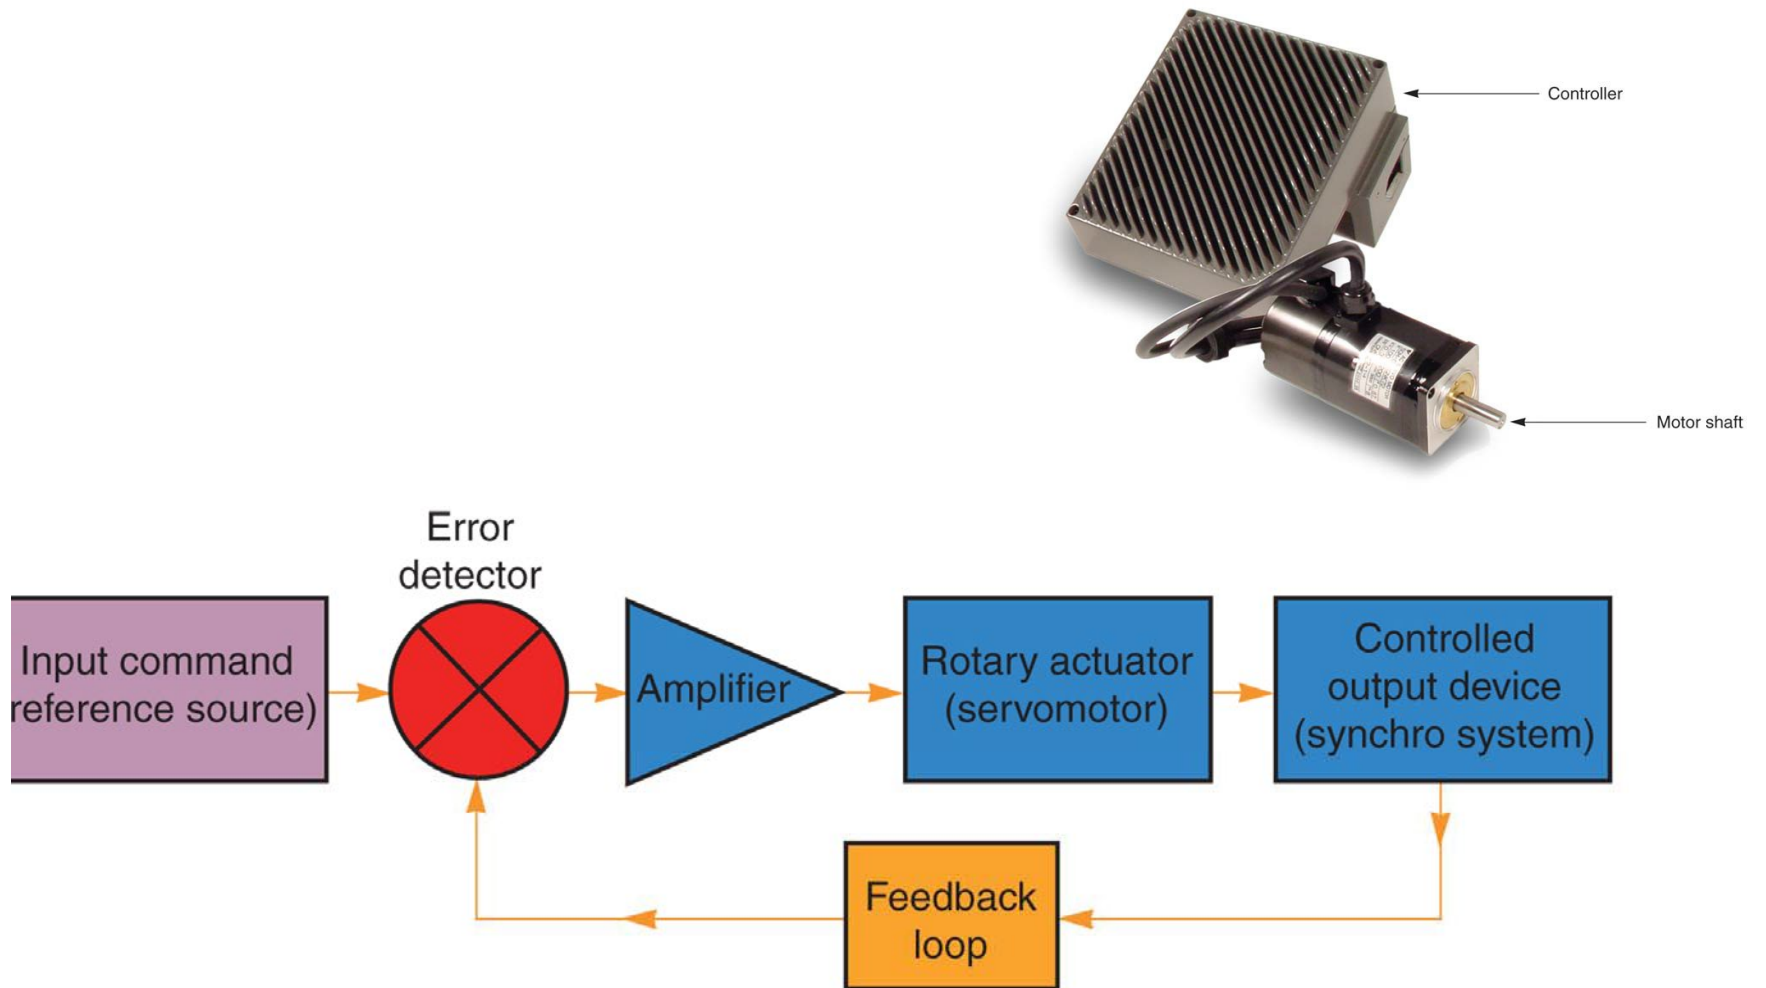 Controller
Motor shaft
Error
detector
Input command
reference source)
Amplifier
Rotary actuator
(servomotor)
Controlled
output device
(synchro system)
Feedback
loop